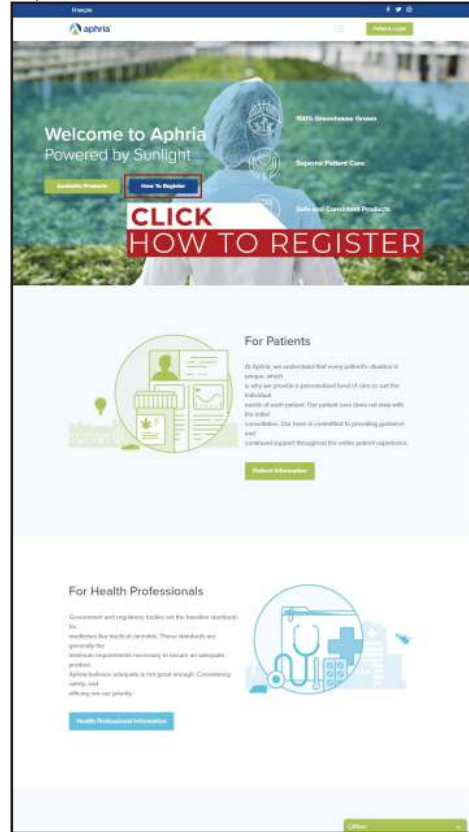 Français
aphria
Patient Login
Welcome to Aphria
Powered by Sunlight
100% Greenhouse Grown
Superior Patient Care
Safe and Consistent Products
Available Products
How To Register
CLICK
HOW TO REGISTER
For Patients
At Aphria, we understand that every patient's situation is
unique, which
is why we provide a personalized level of care to suit the
individual
needs of each patient. Our patient care does not stop with
the initial
consultation. Our team is committed to providing guidance
and
continued support throughout the entire patient experience.
Patient Information
For Health Professionals
Government and regulatory bodies set the baseline standards
for
medicines like medical cannabis. These standards are
generally the
minimum requirements necessary to ensure an adequate
product.
Aphria believes adequate is not good enough. Consistency,
safety, and
efficacy are our priority.
Health Professional Information
Offline